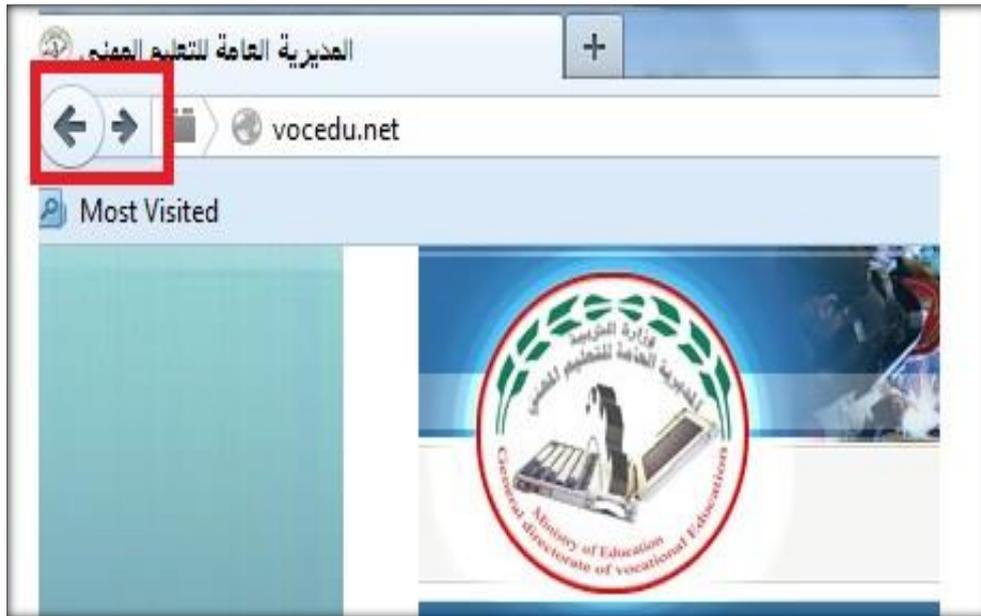 المديرية العامة للتعليم المهني
+
vocedu.net
Most Visited
وزارة التربية
المديرية العامة للتعليم المهني
Ministry of Education
General directorate of vocational Education